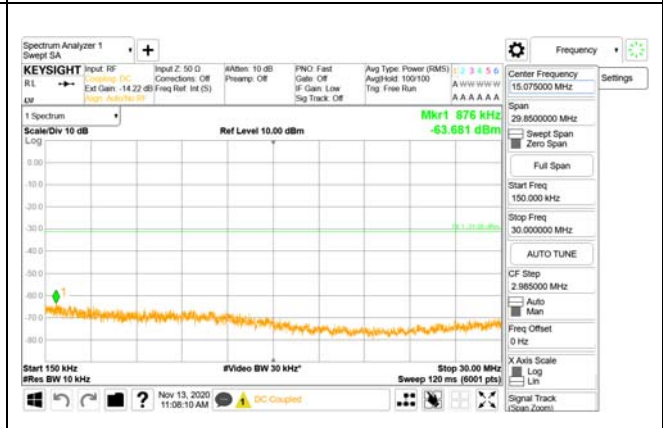 Spectrum Analyzer 1
Swept SA
Frequency
KEYSIGHT
Input: RF
Input Z: 50 Ω
#Atten: 10 dB
PNO: Fast
Avg Type: Power (RMS)
1 2 3 4 5 6
RL
Coupling: DC
Corrections: Off
Preamp: Off
Gate: Off
Avg|Hold: 100/100
A W W W W W
Ext Gain: -14.22 dB
Freq Ref: Int (S)
IF Gain: Low
Trig: Free Run
Align: Auto/No RF
Sig Track: Off
A A A A A A
Center Frequency
15.075000 MHz
Settings
Span
29.8500000 MHz
Swept Span
Zero Span
Full Span
Start Freq
150.000 kHz
Stop Freq
30.000000 MHz
AUTO TUNE
CF Step
2.985000 MHz
Auto
Man
Freq Offset
0 Hz
X Axis Scale
Log
Lin
Signal Track
(Span Zoom)
1 Spectrum
Mkr1 876 kHz
Scale/Div 10 dB
Ref Level 10.00 dBm
-63.681 dBm
Log
0.00
-10.0
-20.0
-30.0
-40.0
-50.0
-60.0
-70.0
-80.0
1
Start 150 kHz
#Video BW 30 kHz*
Stop 30.00 MHz
#Res BW 10 kHz
Sweep 120 ms (6001 pts)
?
Nov 13, 2020
11:08:10 AM
DC Coupled